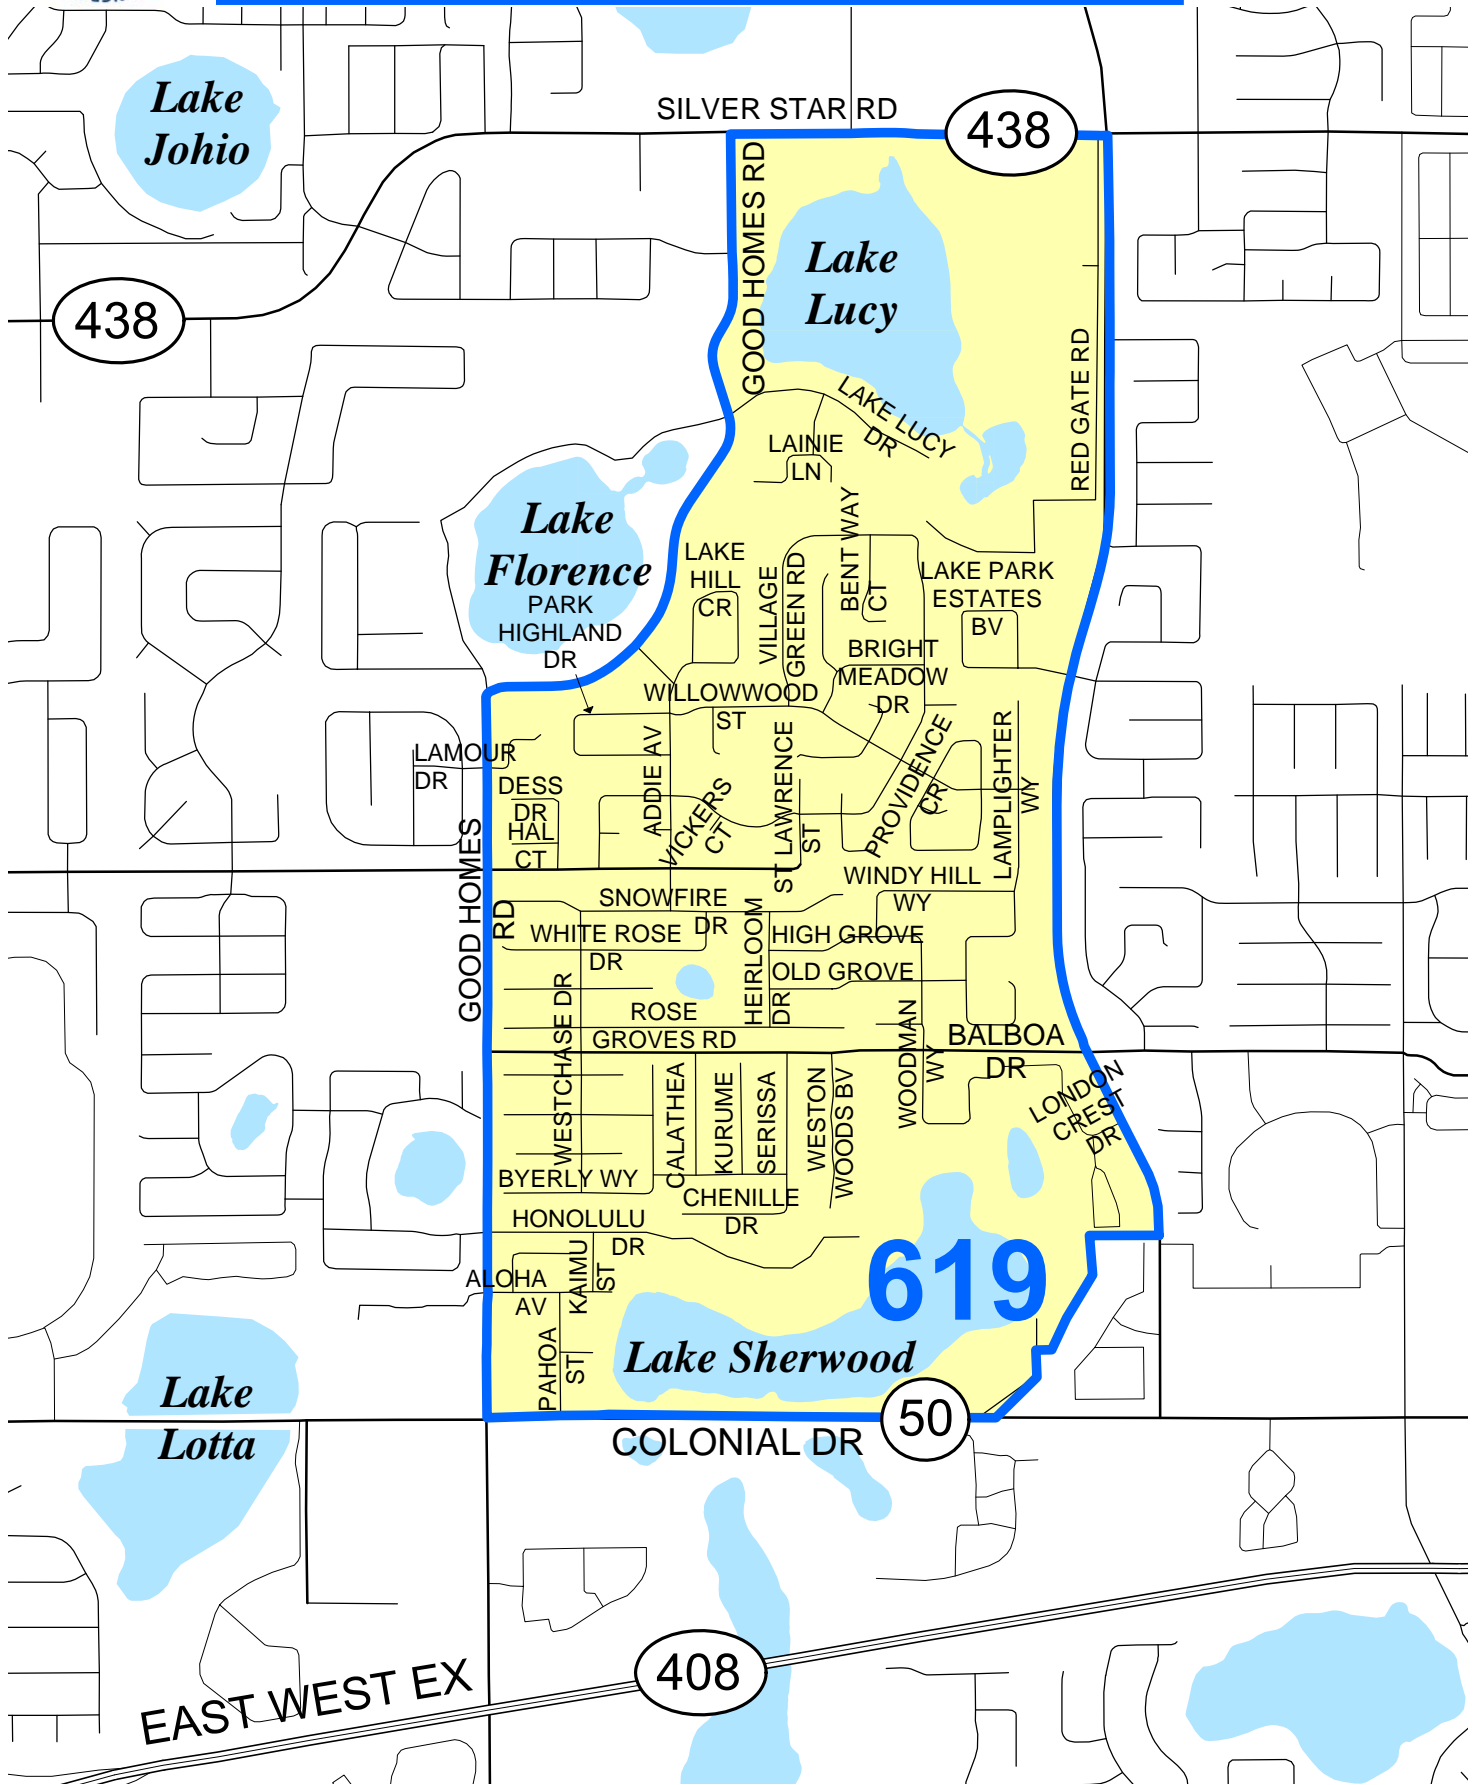 SILVER STAR RD
438
Lake
Johio
438
GOOD HOMES RD
Lake
Lucy
RED GATE RD
LAKE LUCY
DR
LAINIE
LN
Lake
Florence
PARK
HIGHLAND
DR
LAKE
HILL
CR
VILLAGE
GREEN RD
BENT WAY
CT
LAKE PARK
ESTATES
BV
BRIGHT
MEADOW
DR
WILLOWWOOD
ST
LAMOUR
DR
DESS
DR
HAL
CT
ADDIE AV
VICKERS
CT
ST LAWRENCE
ST
PROVIDENCE
CR
LAMPLIGHTER
WY
GOOD HOMES
RD
WINDY HILL
WY
SNOWFIRE
DR
WHITE ROSE
DR
HEIRLOOM
DR
HIGH GROVE
OLD GROVE
WESTCHASE DR
ROSE
GROVES RD
WOODMAN
WY
BALBOA
DR
LONDON
CREST
DR
CALATHEA
KURUME
SERISSA
WESTON
WOODS BV
BYERLY WY
CHENILLE
DR
HONOLULU
DR
KAIMU
ST
ALOHA
AV
PAHOA
ST
619
Lake Sherwood
Lake
Lotta
50
COLONIAL DR
408
EAST WEST EX